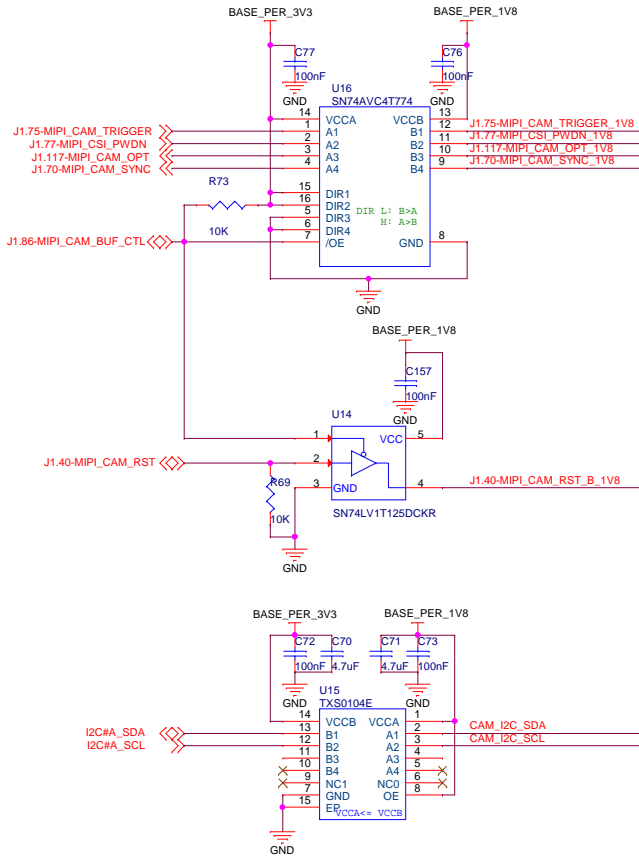 BASE_PER_3V3
BASE_PER_1V8
C77
100nF
GND
C76
100nF
GND
U16
SN74AVC4T774
14 VCCA VCCB 13
J1.75-MIPI_CAM_TRIGGER 1 A1 B1 12 J1.75-MIPI_CAM_TRIGGER_1V8
J1.77-MIPI_CSI_PWDN 2 A2 B2 11 J1.77-MIPI_CSI_PWDN_1V8
J1.117-MIPI_CAM_OPT 3 A3 B3 10 J1.117-MIPI_CAM_OPT_1V8
J1.70-MIPI_CAM_SYNC 4 A4 B4 9 J1.70-MIPI_CAM_SYNC_1V8
R73
10K
15 DIR1
16 DIR2
5 DIR3
6 DIR4
DIR L: B>A
H: A>B
J1.86-MIPI_CAM_BUF_CTL 7 /OE GND 8
GND
BASE_PER_1V8
C157
100nF
GND
U14
1 VCC 5
J1.40-MIPI_CAM_RST 2
R69
10K
3 GND 4 J1.40-MIPI_CAM_RST_B_1V8
SN74LV1T125DCKR
GND
BASE_PER_3V3
BASE_PER_1V8
C72
100nF
C70
4.7uF
C71
4.7uF
C73
100nF
GND
GND
U15
TXS0104E
14 VCCB VCCA 1
I2C#A_SDA 13 B1 A1 2 CAM_I2C_SDA
I2C#A_SCL 12 B2 A2 3 CAM_I2C_SCL
11 B3 A3 4
10 B4 A4 5
9 NC1 NC0 6
7 GND OE 8
15 EP
VCCA<= VCCB
GND